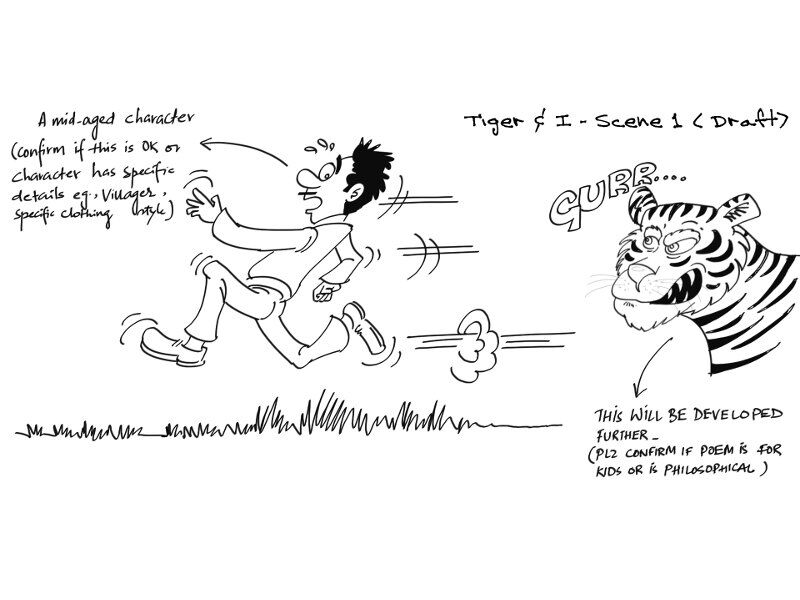 A mid-aged character
(Confirm if this is OK or
character has specific
details eg., Villager,
specific clothing style)
Tiger & I - Scene 1 (Draft)
GURR....
THIS WILL BE DEVELOPED
FURTHER -
(PLZ CONFIRM IF POEM IS FOR
KIDS OR IS PHILOSOPHICAL)